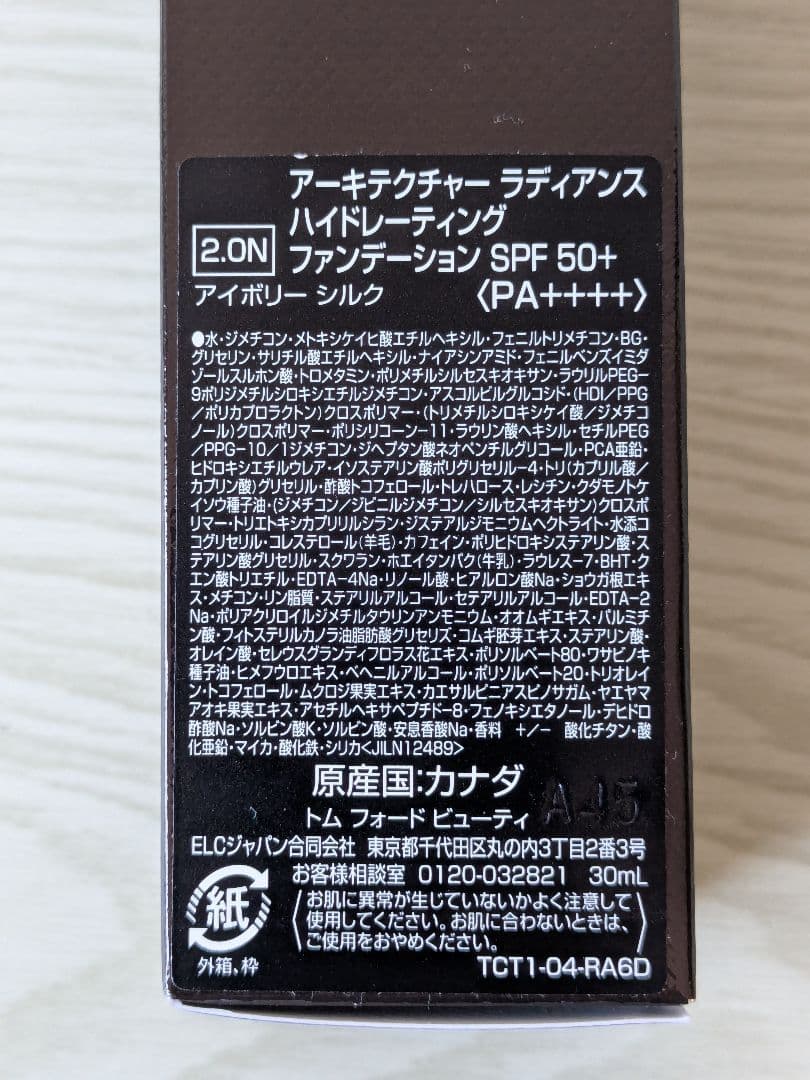 アーキテクチャー ラディアンス
ハイドレーティング
2.0N ファンデーション SPF 50+
アイボリー シルク 〈PA++++〉
●水・ジメチコン・メトキシケイヒ酸エチルヘキシル・フェニルトリメチコン・BG・
グリセリン・サリチル酸エチルヘキシル・ナイアシンアミド・フェニルベンズイミダ
ゾールスルホン酸・トロメタミン・ポリメチルシルセスキオキサン・ラウリルPEG-
9ポリジメチルシロキシエチルジメチコン・アスコルビルグルコシド・(HDI/PPG
/ポリカプロラクトン)クロスポリマー・(トリメチルシロキシケイ酸/ジメチコ
ノール)クロスポリマー・ポリシリコーン-11・ラウリン酸ヘキシル・セチルPEG
/PPG-10/1ジメチコン・ジヘプタン酸ネオペンチルグリコール・PCA亜鉛・
ヒドロキシエチルウレア・イソステアリン酸ポリグリセリル-4・トリ(カプリル酸/
カプリン酸)グリセリル・酢酸トコフェロール・トレハロース・レシチン・クダモノトケ
イソウ種子油・(ジメチコン/ジビニルジメチコン/シルセスキオキサン)クロスポ
リマー・トリエトキシカプリリルシラン・ジステアルジモニウムヘクトライト・水添コ
コグリセリル・コレステロール(羊毛)・カフェイン・ポリヒドロキシステアリン酸・ス
テアリン酸グリセリル・スクワラン・ホエイタンパク(牛乳)・ラウレス-7・BHT・ク
エン酸トリエチル・EDTA-4Na・リノール酸・ヒアルロン酸Na・ショウガ根エキ
ス・メチコン・リン脂質・ステアリルアルコール・セテアリルアルコール・EDTA-2
Na・ポリアクリロイルジメチルタウリンアンモニウム・オオムギエキス・パルミチ
ン酸・フィトステリルカノラ油脂肪酸グリセリズ・コムギ胚芽エキス・ステアリン酸・
オレイン酸・セレウスグランディフロラス花エキス・ポリソルベート80・ワサビノキ
種子油・ヒメフウロエキス・ベヘニルアルコール・ポリソルベート20・トリオレイ
ン・トコフェロール・ムクロジ果実エキス・カエサルピニアスピノサガム・ヤエヤマ
アオキ果実エキス・アセチルヘキサペプチド-8・フェノキシエタノール・デヒドロ
酢酸Na・ソルビン酸K・ソルビン酸・安息香酸Na・香料 +/- 酸化チタン・酸
化亜鉛・マイカ・酸化鉄・シリカ<JILN12489>
原産国:カナダ
A45
トム フォード ビューティ
ELCジャパン合同会社 東京都千代田区丸の内3丁目2番3号
お客様相談室 0120-032821 30mL
紙
外箱、枠
お肌に異常が生じていないかよく注意して
使用してください。お肌に合わないときは、
ご使用をおやめください。
TCT1-04-RA6D